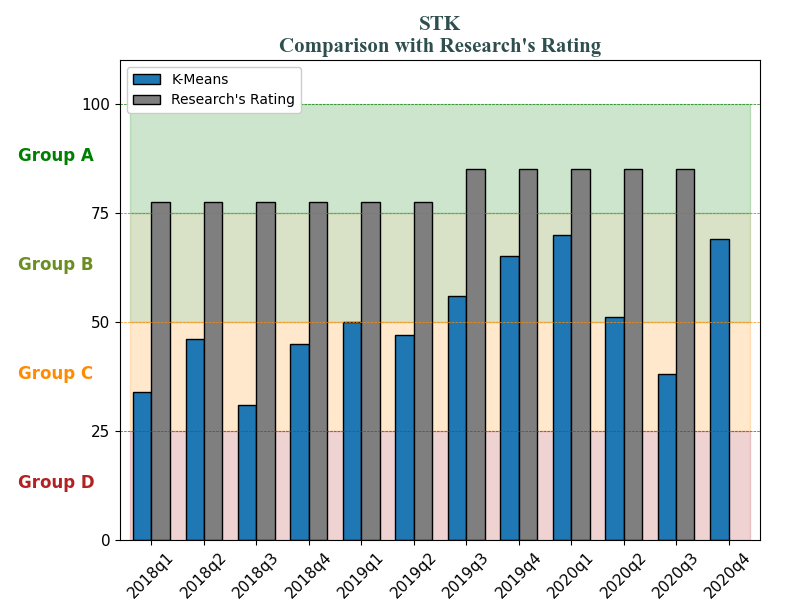 STK
Comparison with Research's Rating
K-Means
Research's Rating
100
Group A
75
Group B
50
Group C
25
Group D
0
2018q1
2018q2
2018q3
2018q4
2019q1
2019q2
2019q3
2019q4
2020q1
2020q2
2020q3
2020q4